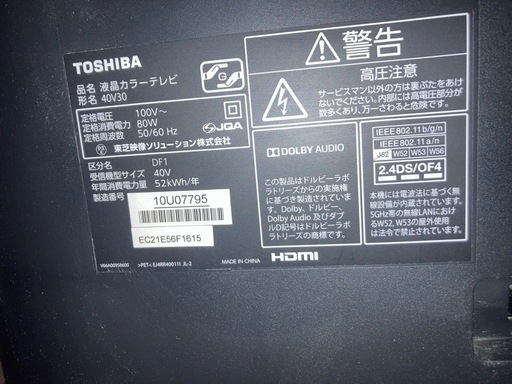 TOSHIBA
品名 液晶カラーテレビ
形名 40V30
定格電圧 100V~
定格消費電力 80W
定格周波数 50/60 Hz
JQA
東芝映像ソリューション株式会社
区分名 DF1
受信機型サイズ 40V
年間消費電力量 52kWh/年
製造番号
10U07795
EC21E56F1615
V66A00958600 >PET< EJ4RR40011I JL-2 MADE IN CHINA
警告
高圧注意
サービスマン以外の方は裏ぶたをあけ
ないでください。内部には高電圧部分が
数多くあり、万一さわると危険です。
DOLBY AUDIO
この製品はドルビーラボラ
トリーズからの実施権
に基づき製造されています。
Dolby、ドルビー、
Dolby Audio 及びダブル
D記号はドルビーラボ
ラトリーズの商標です。
HDMI
IEEE802.11b/g/n
IEEE802.11a/n
J52 W52 W53 W56
2.4DS/OF4
本機には電波法に基づく無
線設備が内蔵されています。
5GHz帯の無線LANにおけ
るW52, W53の屋外使用
は法令で禁止されています。